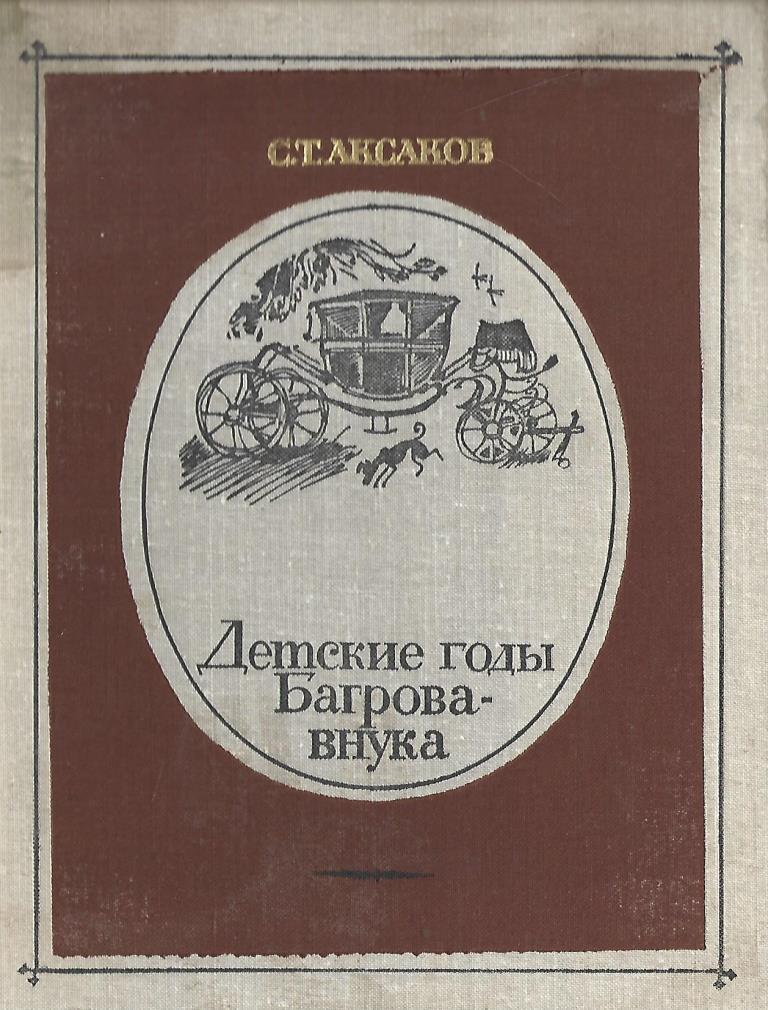 С.Т. АКСАКОВ
Детские годы
Багрова-
внука